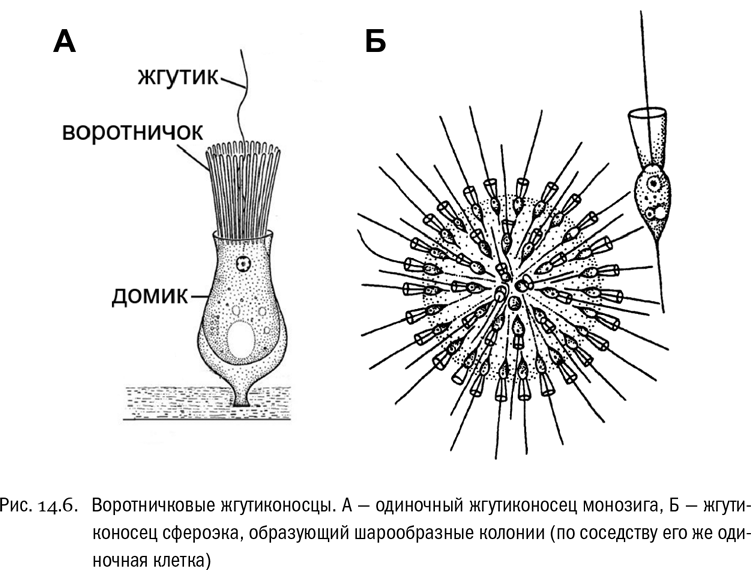 А
Б
жгутик
воротничок
домик
Рис. 14.6. Воротничковые жгутиконосцы. А — одиночный жгутиконосец монозига, Б — жгути-
коносец сфероэка, образующий шарообразные колонии (по соседству его же оди-
ночная клетка)